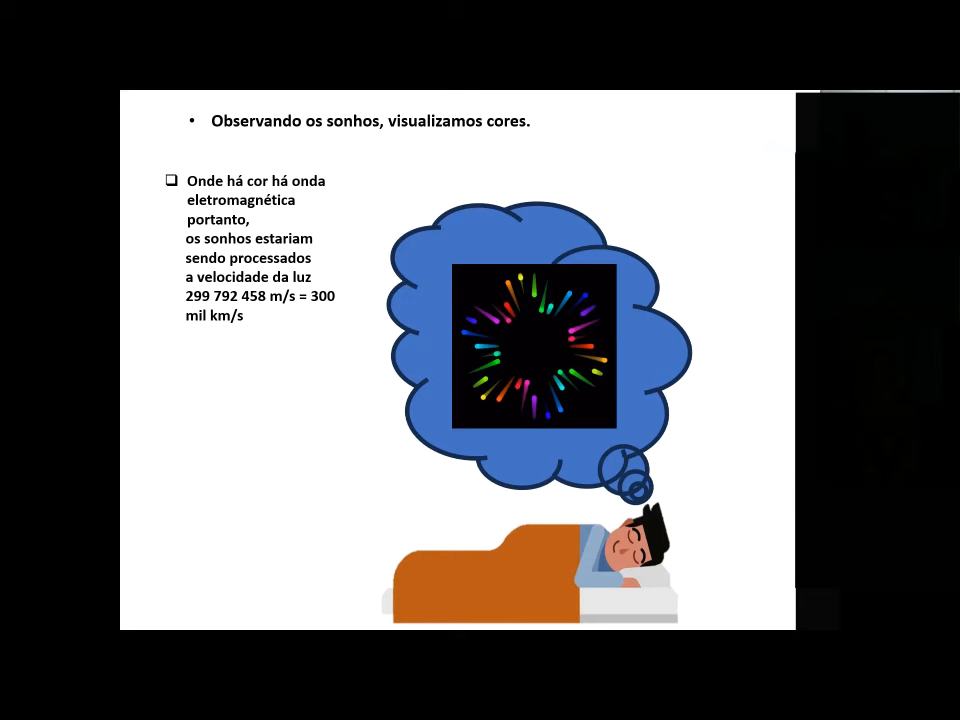 • Observando os sonhos, visualizamos cores.
❑ Onde há cor há onda
eletromagnética
portanto,
os sonhos estariam
sendo processados
a velocidade da luz
299 792 458 m/s = 300
mil km/s